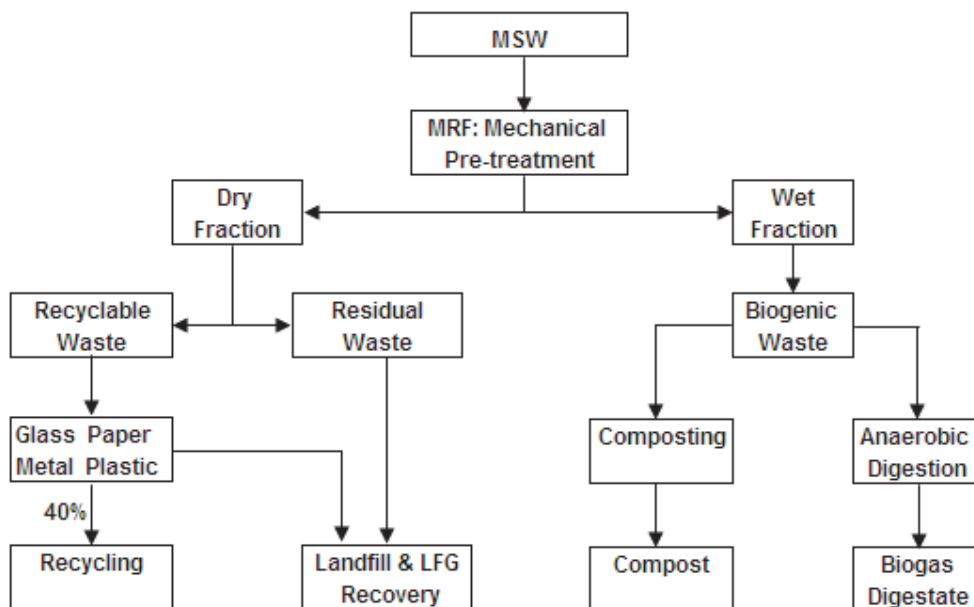 MSW
MRF: Mechanical
Pre-treatment
Dry
Fraction
Wet
Fraction
Recyclable
Waste
Residual
Waste
Biogenic
Waste
Glass Paper
Metal Plastic
Composting
Anaerobic
Digestion
40%
Recycling
Landfill & LFG
Recovery
Compost
Biogas
Digestate